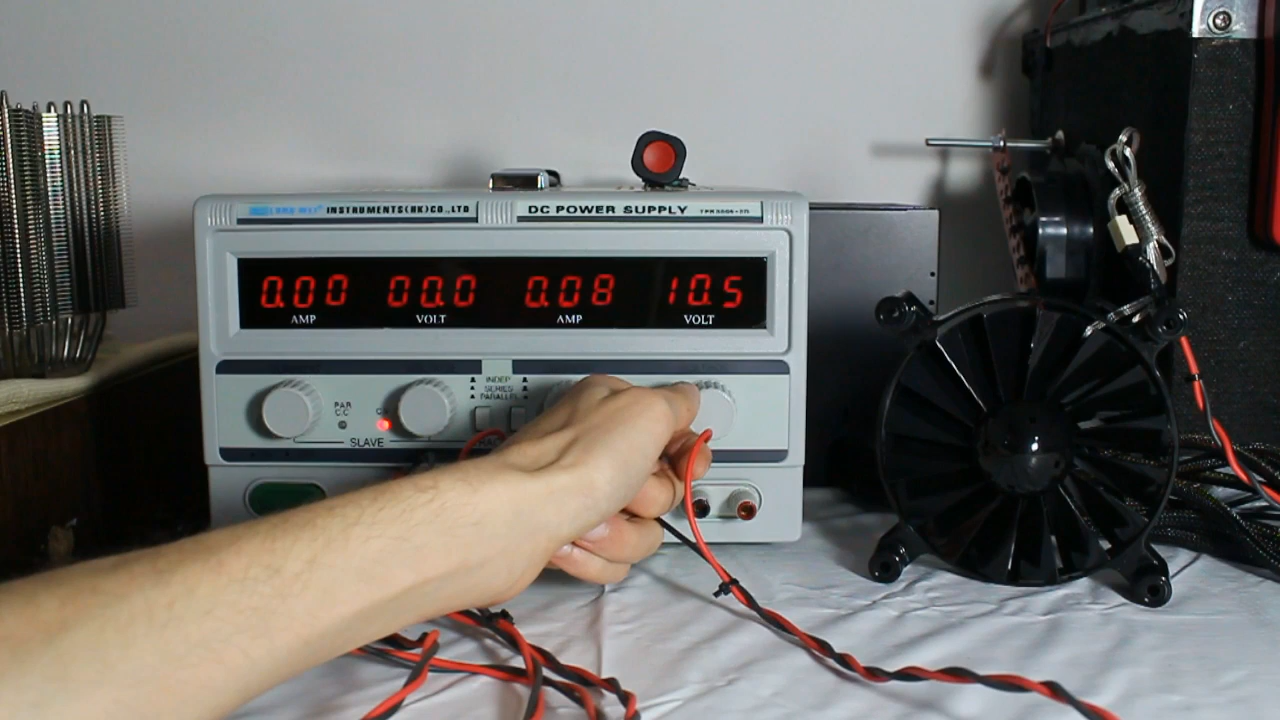 INSTRUMENTS(HK)CO.,LTD
DC POWER SUPPLY
0.00 00.0 0.08 10.5
AMP VOLT AMP VOLT
INDEP
SERIES
PARALLEL
PAR
C.C
SLAVE